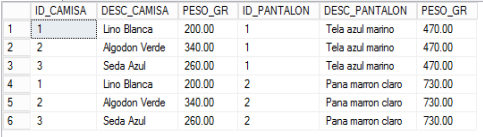 ID_CAMISA DESC_CAMISA PESO_GR ID_PANTALON DESC_PANTALON PESO_GR
1 1 Lino Blanca 200.00 1 Tela azul marino 470.00
2 2 Algodon Verde 340.00 1 Tela azul marino 470.00
3 3 Seda Azul 260.00 1 Tela azul marino 470.00
4 1 Lino Blanca 200.00 2 Pana marron claro 730.00
5 2 Algodon Verde 340.00 2 Pana marron claro 730.00
6 3 Seda Azul 260.00 2 Pana marron claro 730.00